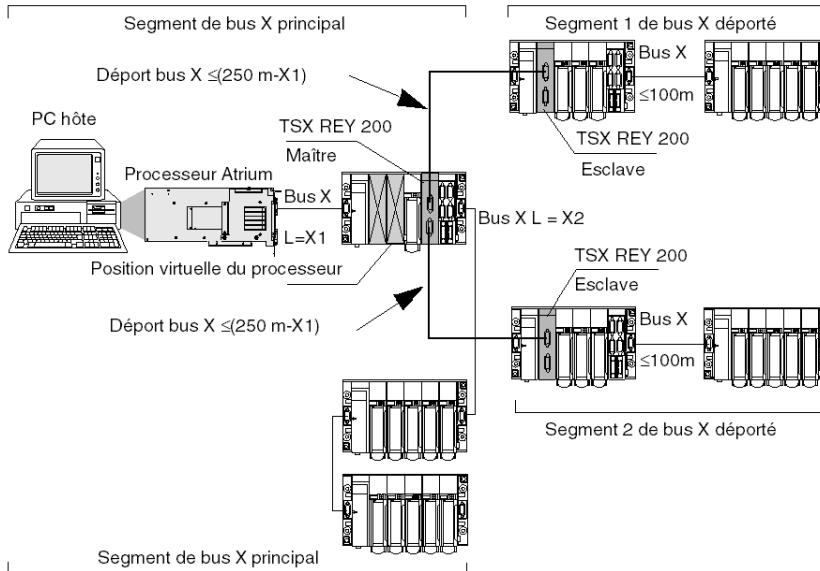 Segment de bus X principal
Segment 1 de bus X déporté
Bus X
≤100m
Déport bus X ≤(250 m-X1)
PC hôte
TSX REY 200
Maître
TSX REY 200
Esclave
Processeur Atrium
Bus X
L=X1
Bus X L = X2
Position virtuelle du processeur
TSX REY 200
Esclave
Déport bus X ≤(250 m-X1)
Bus X
≤100m
Segment 2 de bus X déporté
Segment de bus X principal